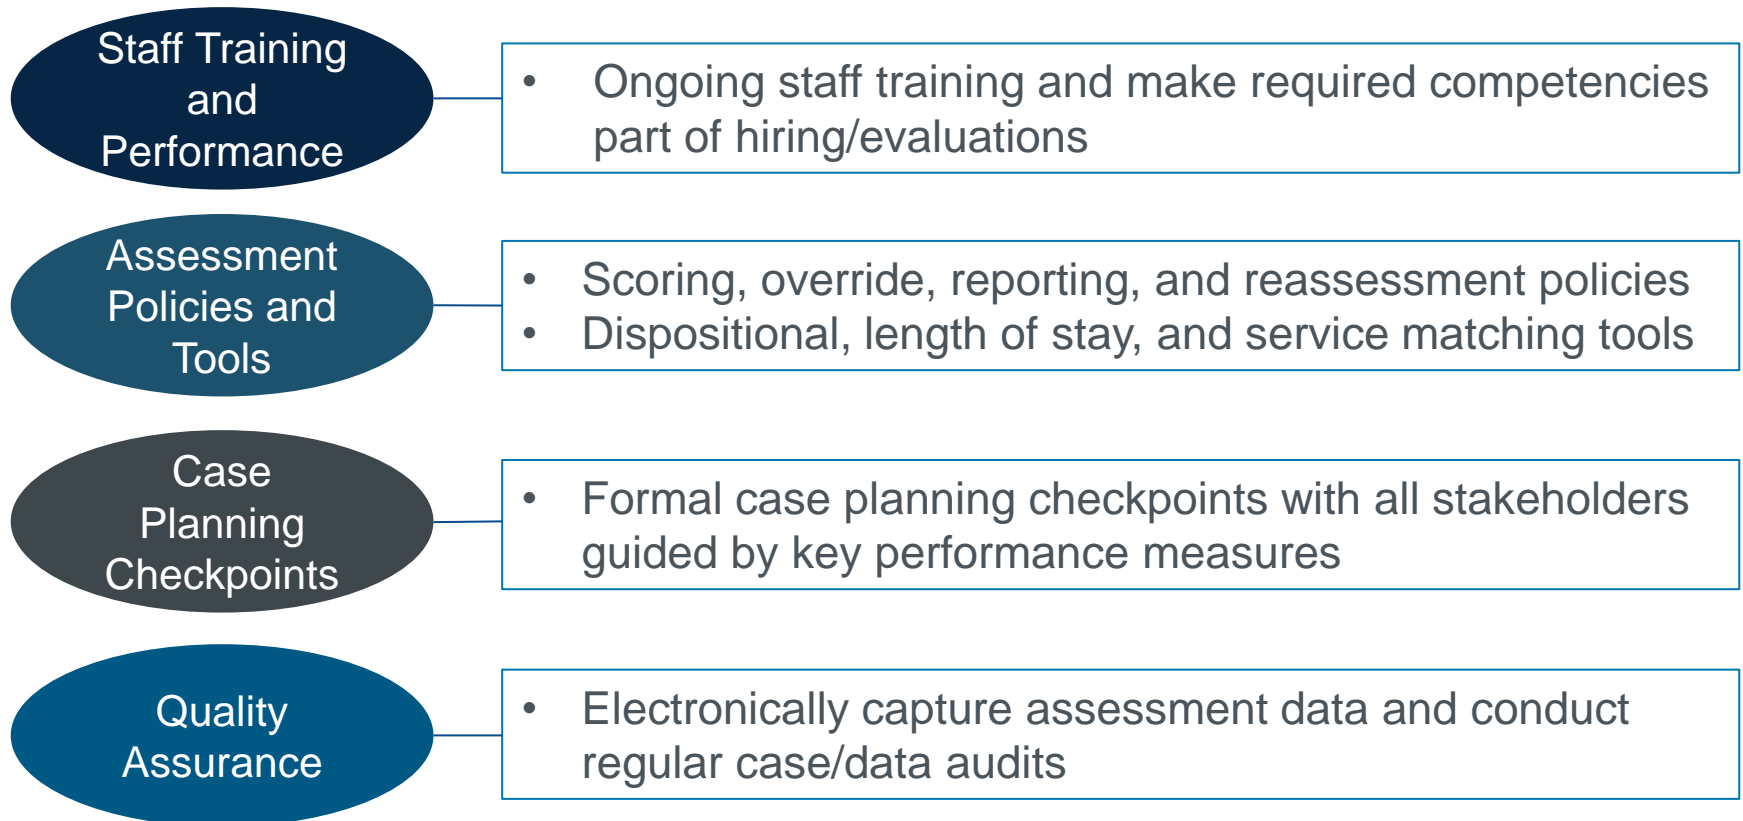 Staff Training
and
Performance
• Ongoing staff training and make required competencies
part of hiring/evaluations
Assessment
Policies and
Tools
• Scoring, override, reporting, and reassessment policies
• Dispositional, length of stay, and service matching tools
Case
Planning
Checkpoints
• Formal case planning checkpoints with all stakeholders
guided by key performance measures
Quality
Assurance
• Electronically capture assessment data and conduct
regular case/data audits